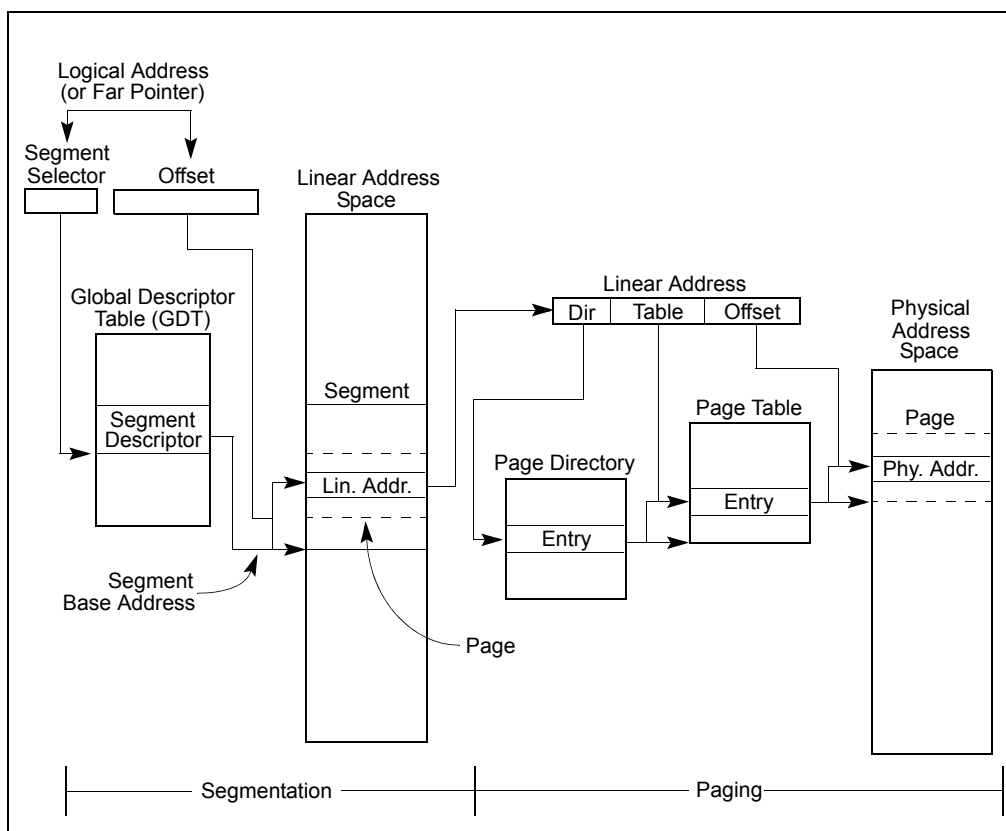 Logical Address
(or Far Pointer)
Segment
Selector
Offset
Linear Address
Space
Global Descriptor
Table (GDT)
Segment
Descriptor
Segment
Lin. Addr.
Segment
Base Address
Page
Linear Address
Dir
Table
Offset
Page Directory
Entry
Page Table
Entry
Physical
Address
Space
Page
Phy. Addr.
Segmentation
Paging